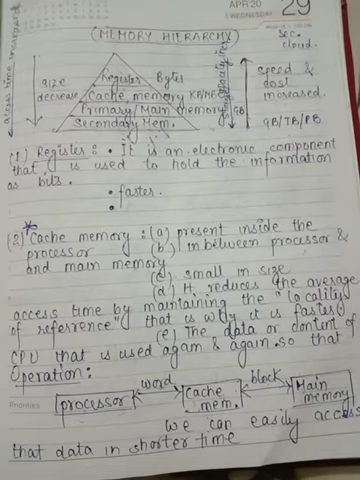 APR'20 29
WEDNESDAY
(MEMORY HIERARCHY)
Sec.
cloud.
access time increased
Size
decrease
Register Bytes
Cache memory KB/MB
Primary/Main memory GB
Secondary Mem.
speed &
cost
increased.
GB/TB/PB
(1) Register : • It is an electronic component
that is used to hold the information
as bits.
• faster.
•
(2) Cache memory : (a) present inside the
processor (b) in between processor &
and main memory
(c) small in size
(d) It reduces the average
access time by maintaining the "Locality
of reference" that is why it is faster.
(e) The data or content of
CPU that is used again & again so that
Operation:
processor word Cache mem. block Main memory
Priorities
we can easily access
that data in shorter time